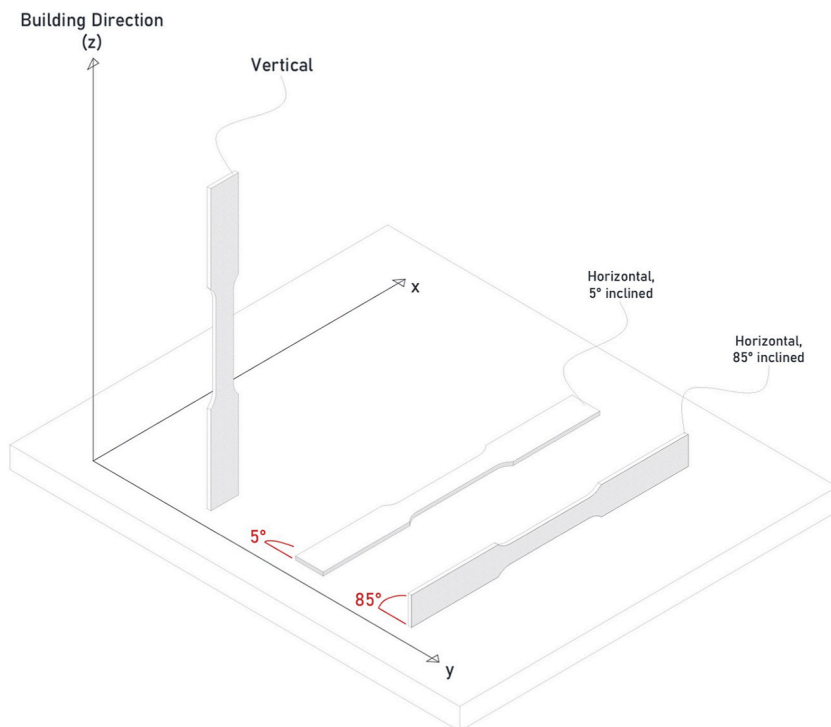 Building Direction
(z)
Vertical
x
Horizontal,
5° inclined
Horizontal,
85° inclined
5°
85°
y